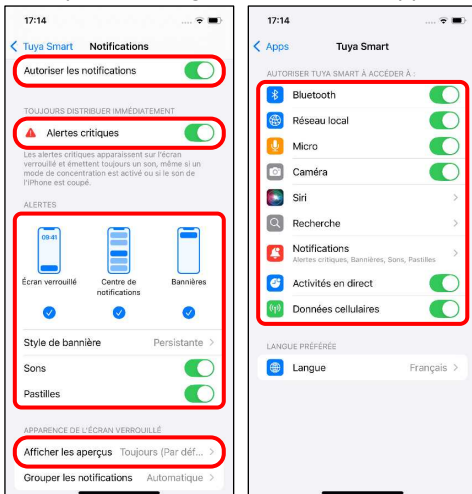 17:14
Tuya Smart
Notifications
Autoriser les notifications
TOUJOURS DISTRIBUER IMMÉDIATEMENT
Alertes critiques
Les alertes critiques apparaissent sur l'écran
verrouillé et émettent toujours un son, même si un
mode de concentration est activé ou si le son de
l'iPhone est coupé.
ALERTES
09:41
Écran verrouillé
Centre de
notifications
Bannières
Style de bannière Persistante
Sons
Pastilles
APPARENCE DE L'ÉCRAN VERROUILLÉ
Afficher les aperçus Toujours (Par déf...
Grouper les notifications Automatique
17:14
Apps
Tuya Smart
AUTORISER TUYA SMART À ACCÉDER À :
Bluetooth
Réseau local
Micro
Caméra
Siri
Recherche
Notifications
Alertes critiques, Bannières, Sons, Pastilles
Activités en direct
Données cellulaires
LANGUE PRÉFÉRÉE
Langue Français